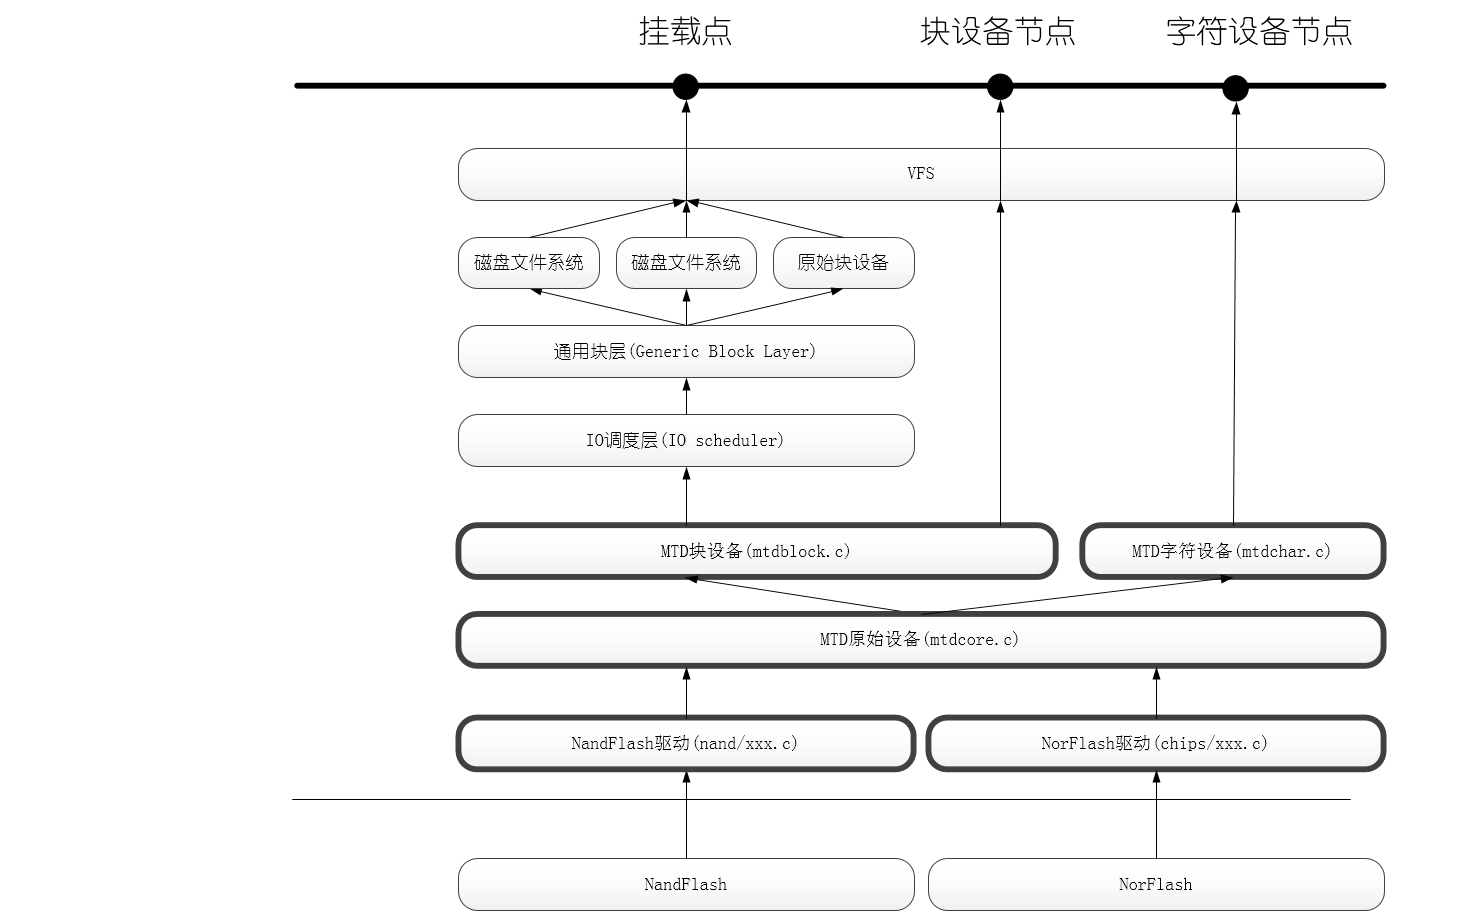 挂载点
块设备节点
字符设备节点
VFS
磁盘文件系统
磁盘文件系统
原始块设备
通用块层(Generic Block Layer)
IO调度层(IO scheduler)
MTD块设备(mtdblock.c)
MTD字符设备(mtdchar.c)
MTD原始设备(mtdcore.c)
NandFlash驱动(nand/xxx.c)
NorFlash驱动(chips/xxx.c)
NandFlash
NorFlash